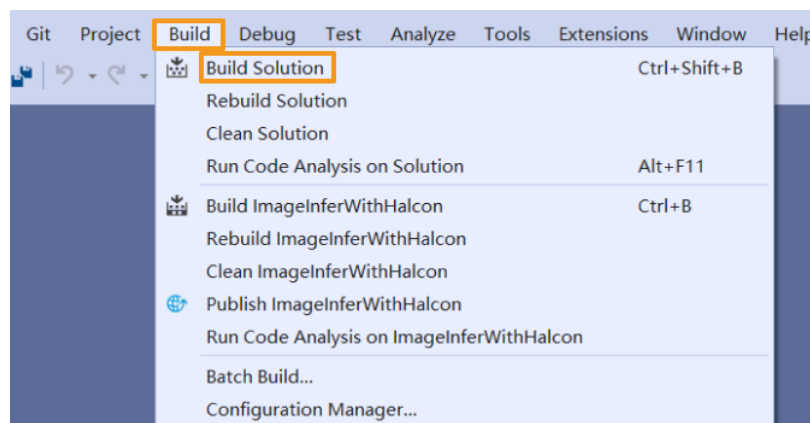 Git Project Build Debug Test Analyze Tools Extensions Window Help
Build Solution Ctrl+Shift+B
Rebuild Solution
Clean Solution
Run Code Analysis on Solution Alt+F11
Build ImageInferWithHalcon Ctrl+B
Rebuild ImageInferWithHalcon
Clean ImageInferWithHalcon
Publish ImageInferWithHalcon
Run Code Analysis on ImageInferWithHalcon
Batch Build...
Configuration Manager...